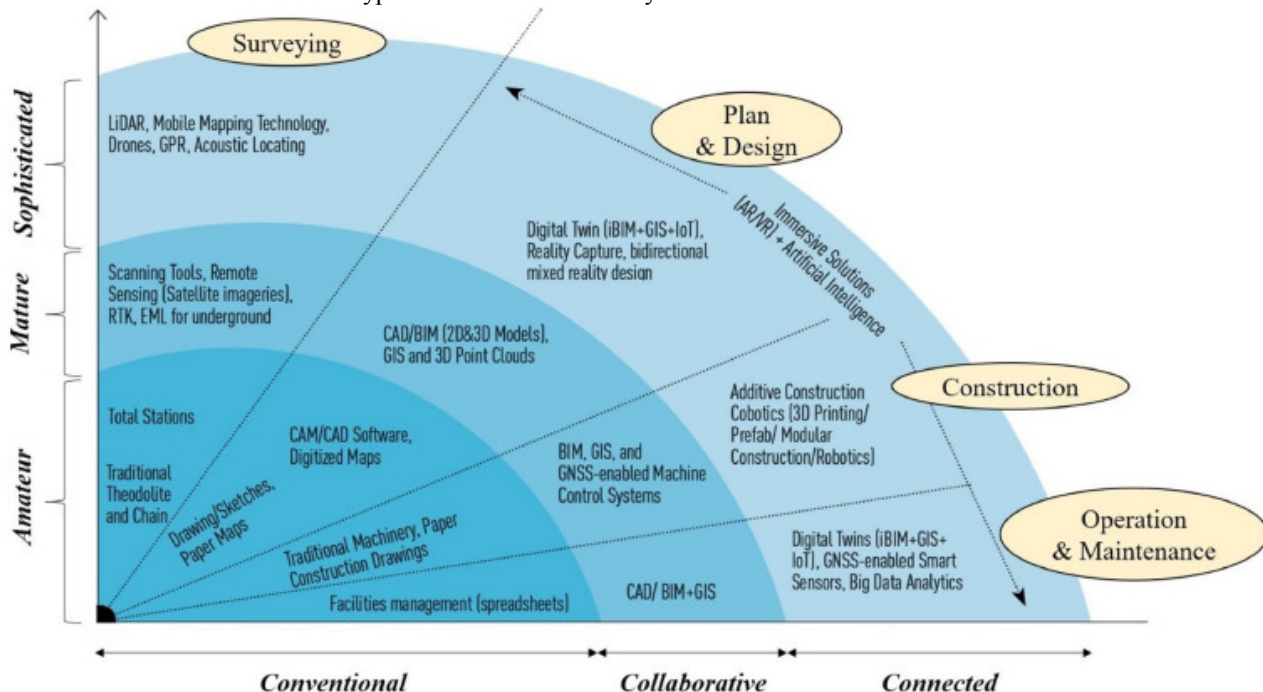 Surveying
Plan
& Design
Construction
Operation
& Maintenance
Sophisticated
Mature
Amateur
LiDAR, Mobile Mapping Technology,
Drones, GPR, Acoustic Locating
Scanning Tools, Remote
Sensing (Satellite imageries),
RTK, EML for underground
Total Stations
Traditional
Theodolite
and Chain
Digital Twin (iBIM+GIS+IoT),
Reality Capture, bidirectional
mixed reality design
CAD/BIM (2D&3D Models),
GIS and 3D Point Clouds
CAM/CAD Software,
Digitized Maps
Drawing/Sketches,
Paper Maps
Immersive Solutions
(AR/VR) + Artificial Intelligence
Additive Construction
Cobotics (3D Printing/
Prefab/ Modular
Construction/Robotics)
BIM, GIS, and
GNSS-enabled Machine
Control Systems
Traditional Machinery, Paper
Construction Drawings
Digital Twins (iBIM+GIS+
IoT), GNSS-enabled Smart
Sensors, Big Data Analytics
CAD/ BIM+GIS
Facilities management (spreadsheets)
Conventional
Collaborative
Connected